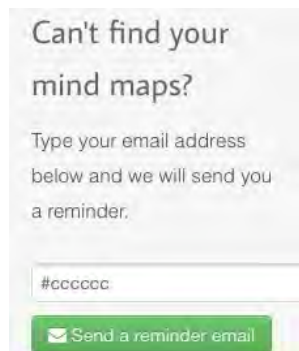 Can't find your
mind maps?
Type your email address
below and we will send you
a reminder.
#cccccc
Send a reminder email